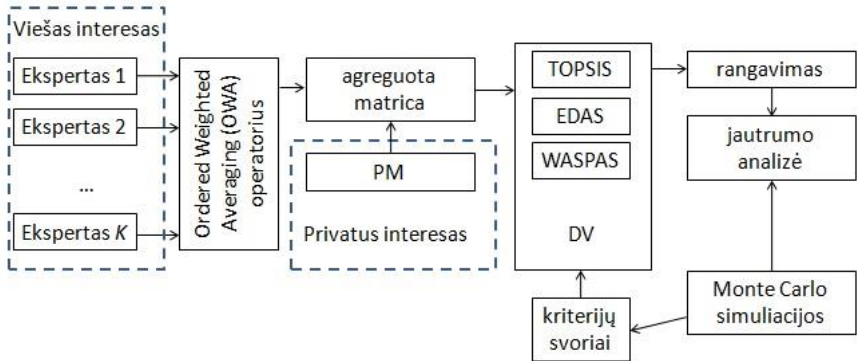 Viešas interesas
Ekspertas 1
Ekspertas 2
...
Ekspertas K
Ordered Weighted
Averaging (OWA)
operatorius
agreguota
matrica
PM
Privatus interesas
TOPSIS
EDAS
WASPAS
DV
kriterijų
svoriai
rangavimas
jautrumo
analizė
Monte Carlo
simuliacijos